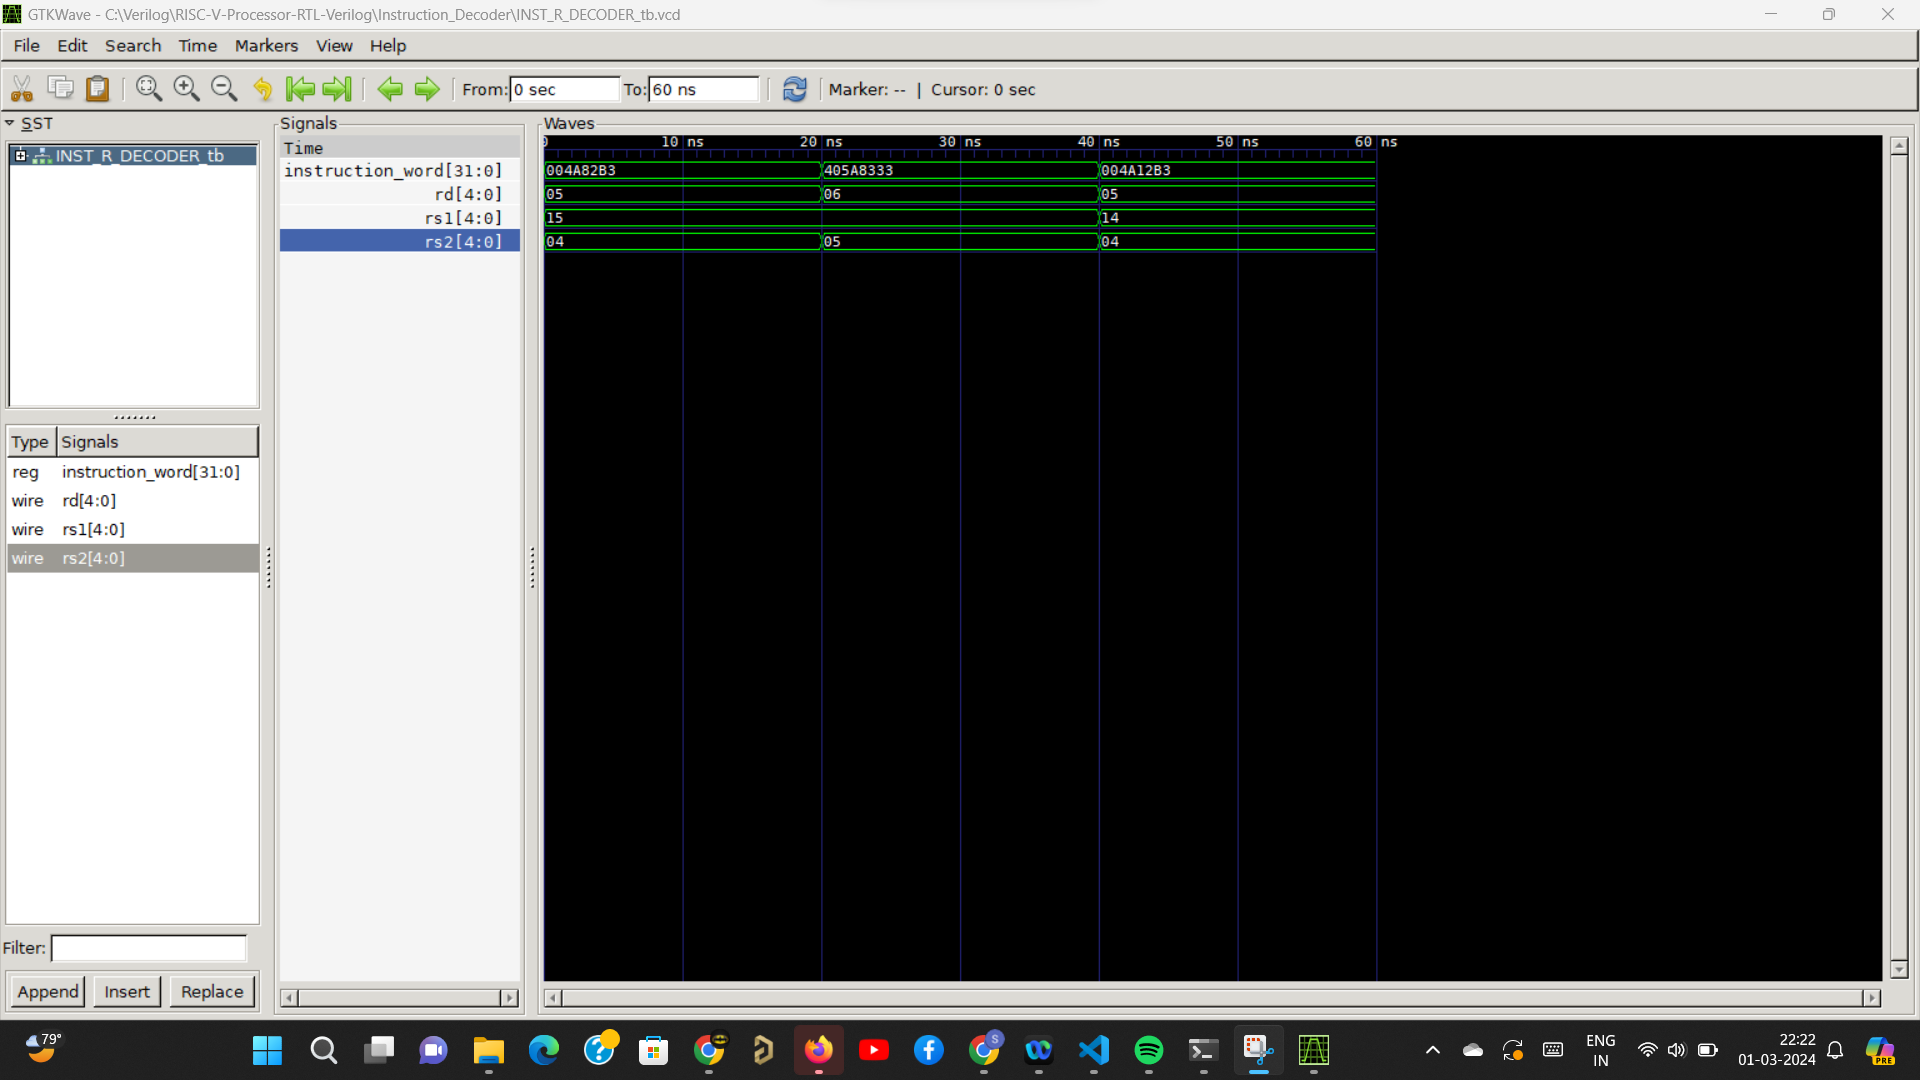 GTKWave - C:\Verilog\RISC-V-Processor-RTL-Verilog\Instruction_Decoder\INST_R_DECODER_tb.vcd
File Edit Search Time Markers View Help
From: 0 sec To: 60 ns Marker: -- | Cursor: 0 sec
SST
INST_R_DECODER_tb
Type Signals
reg instruction_word[31:0]
wire rd[4:0]
wire rs1[4:0]
wire rs2[4:0]
Filter:
Append Insert Replace
Signals
Time
instruction_word[31:0]
rd[4:0]
rs1[4:0]
rs2[4:0]
Waves
10 ns 20 ns 30 ns 40 ns 50 ns 60 ns
004A82B3 405A8333 004A12B3
05 06 05
15 14
04 05 04
79°
S
ENG
IN
22:22
01-03-2024
PRE